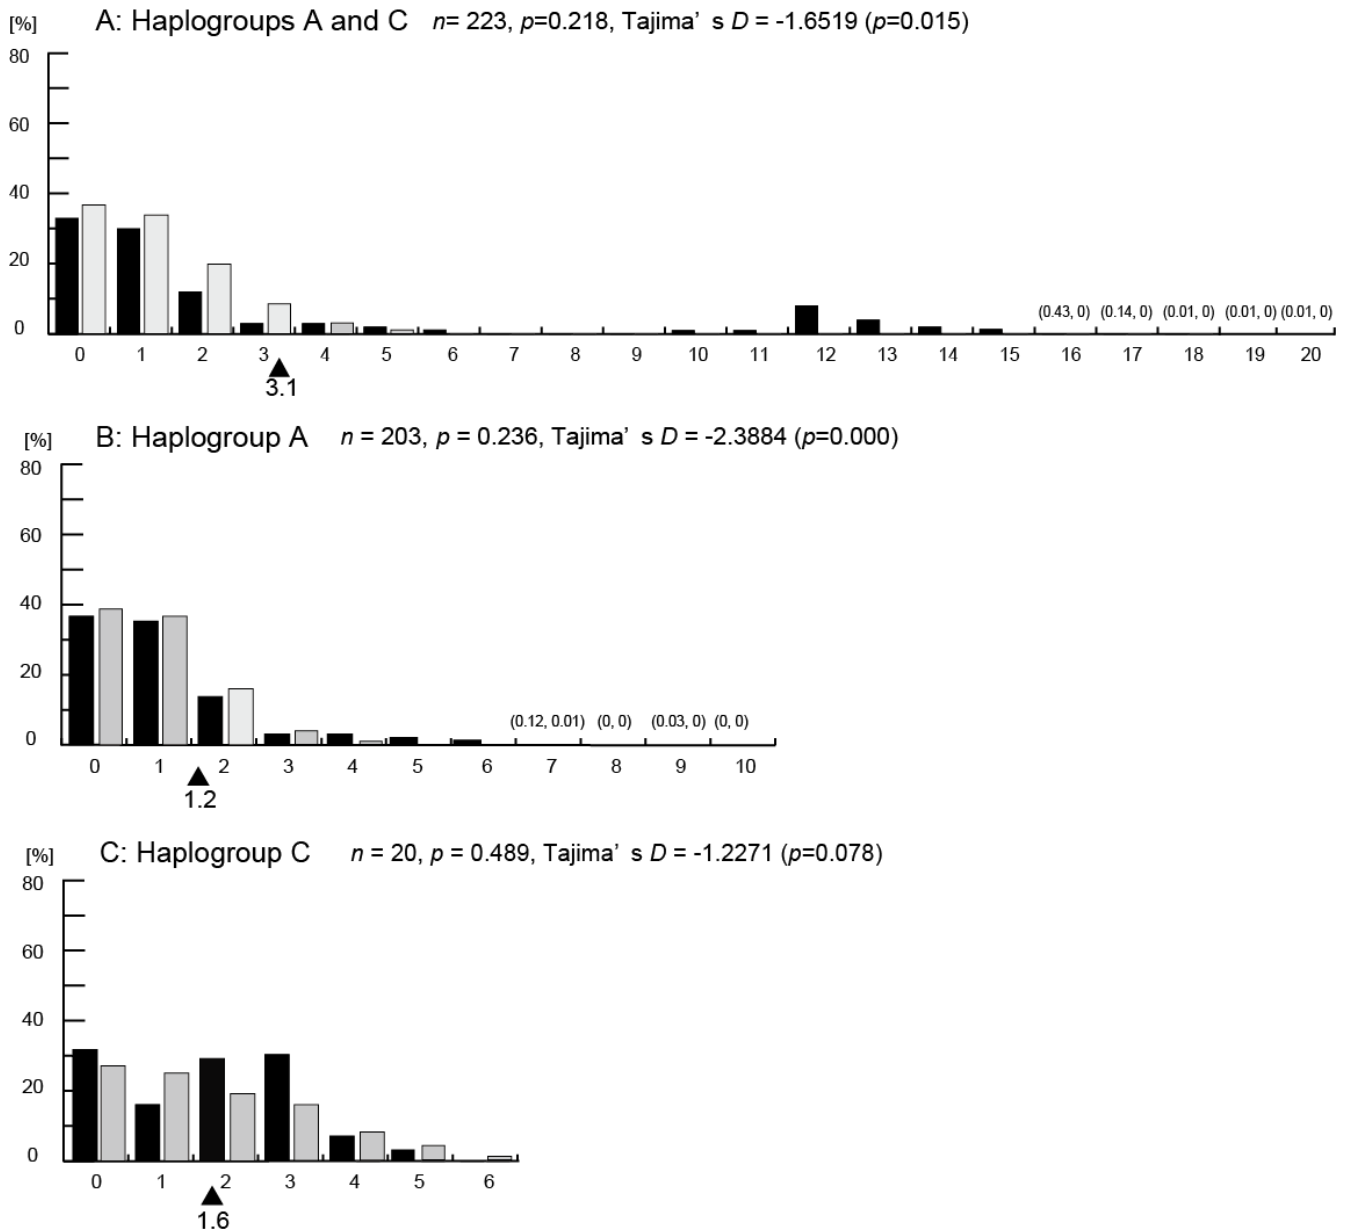 A: Haplogroups A and C n= 223, p=0.218, Tajima’ s D = -1.6519 (p=0.015)
[%]
80
60
40
20
0
(0.43, 0) (0.14, 0) (0.01, 0) (0.01, 0) (0.01, 0)
0 1 2 3 4 5 6 7 8 9 10 11 12 13 14 15 16 17 18 19 20
3.1
B: Haplogroup A n = 203, p = 0.236, Tajima’ s D = -2.3884 (p=0.000)
[%]
80
60
40
20
0
(0.12, 0.01) (0, 0) (0.03, 0) (0, 0)
0 1 2 3 4 5 6 7 8 9 10
1.2
C: Haplogroup C n = 20, p = 0.489, Tajima’ s D = -1.2271 (p=0.078)
[%]
80
60
40
20
0
0 1 2 3 4 5 6
1.6